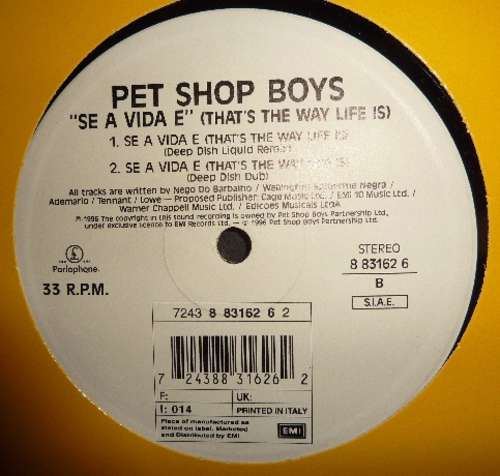 PET SHOP BOYS
"SE A VIDA E" (THAT'S THE WAY LIFE IS)
1. SE A VIDA E (THAT'S THE WAY LIFE IS)
(Deep Dish Liquid Remix)
2. SE A VIDA E (THAT'S THE WAY LIFE IS)
(Deep Dish Dub)
All tracks are written by Nego Do Barbalho / Wellington Epiderme Negra /
Ademario / Tennant / Lowe — Proposed Publisher: Cage Music Ltd. / EMI 10 Music Ltd. /
Warner Chappell Music Ltd. / Edicoes Musicais Ltda.
℗ 1996 The copyright in this sound recording is owned by Pet Shop Boys Partnership Ltd.,
under exclusive licence to EMI Records Ltd. — © 1996 Pet Shop Boys Partnership Ltd.
Parlophone
33 R.P.M.
STEREO
8 83162 6
B
S.I.A.E.
7243 8 83162 6 2
7 24388 31626 2
F:
UK:
I: 014
PRINTED IN ITALY
Place of manufacture as
stated on label. Marketed
and Distributed by EMI
EMI